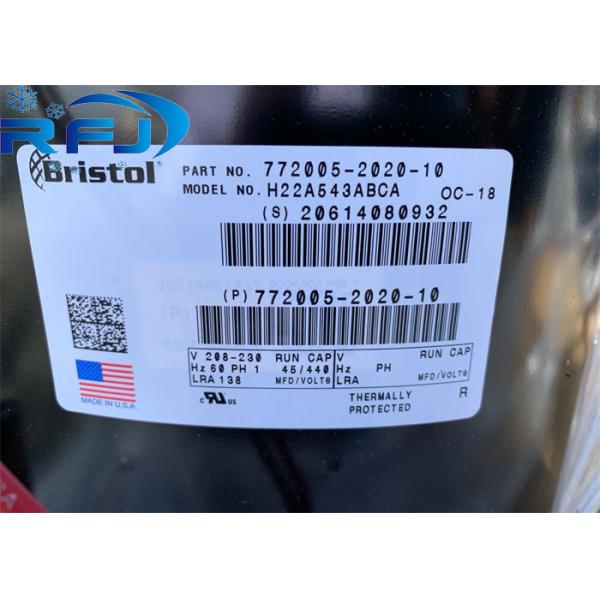 RFJ
Bristol®
PART NO. 772005-2020-10
MODEL NO. H22A543ABCA OC-18
(S) 20614080932
(P) 772005-2020-10
V 208-230 RUN CAP V RUN CAP
Hz 60 PH 1 45/440 Hz PH
LRA 138 MFD/VOLTS LRA MFD/VOLTS
THERMALLY R
PROTECTED
MADE IN U.S.A.
c RU US